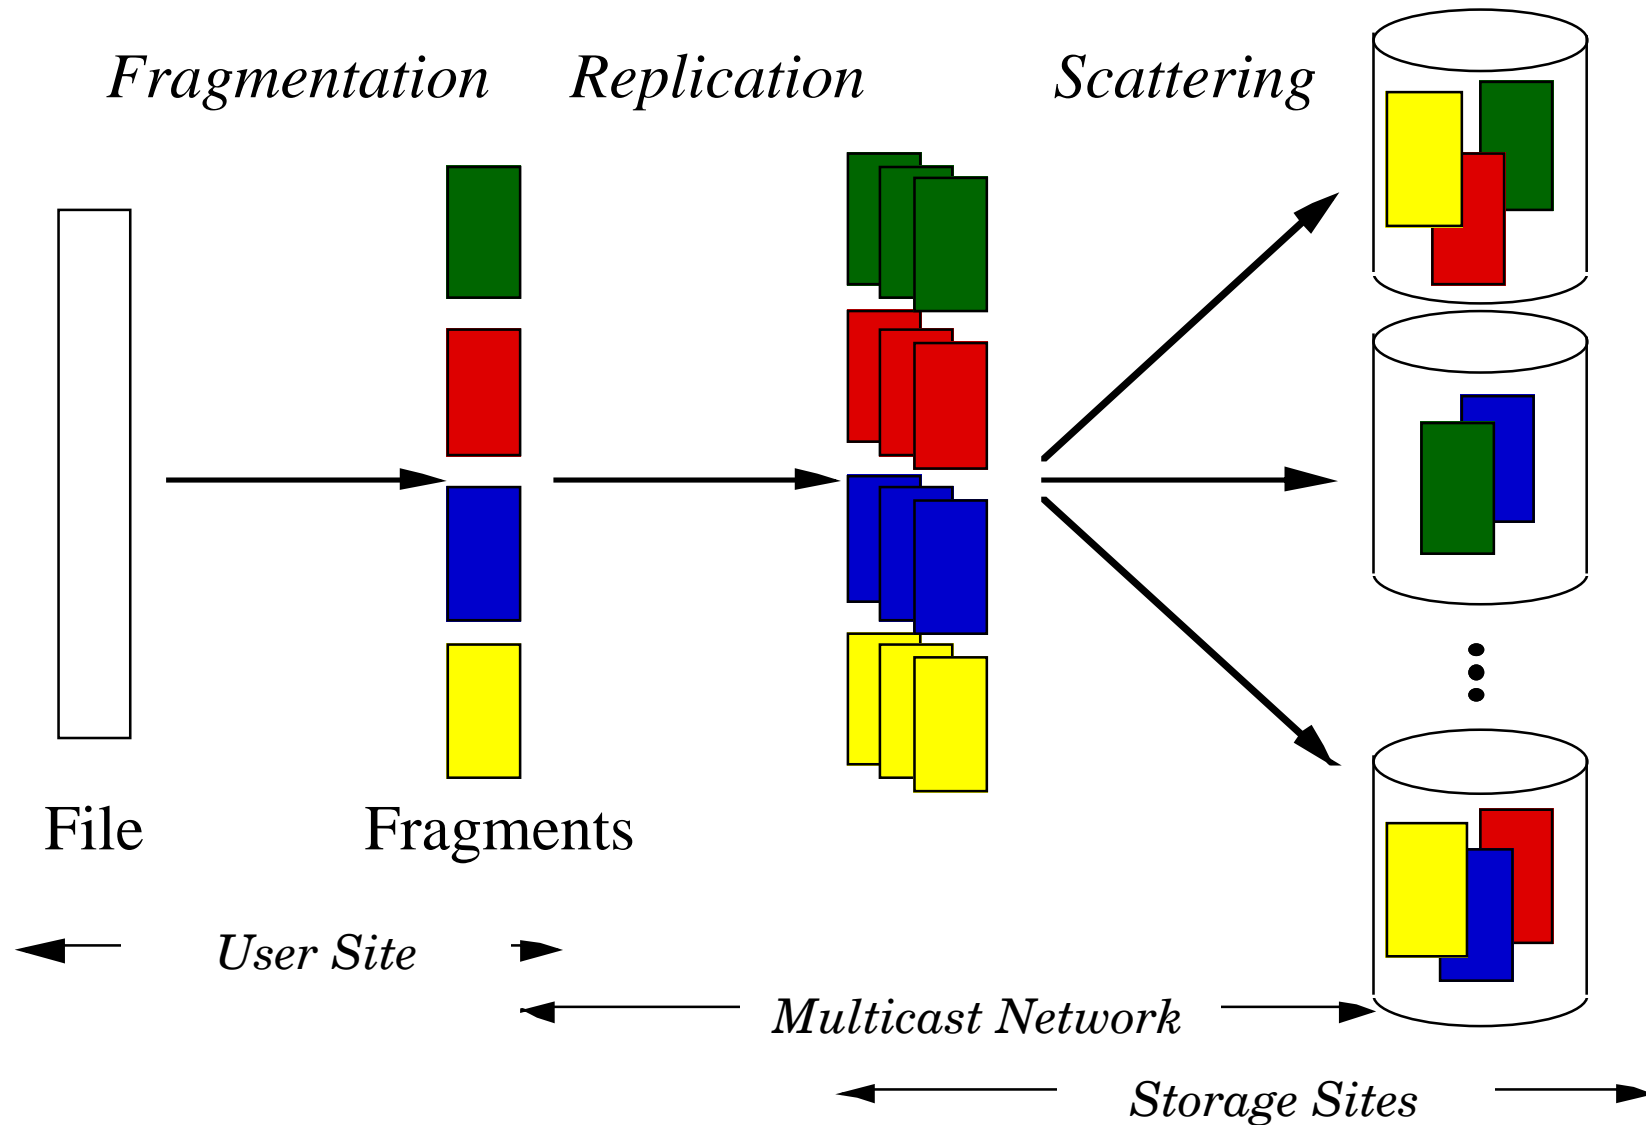 Fragmentation
Replication
Scattering
File
Fragments
User Site
Multicast Network
Storage Sites